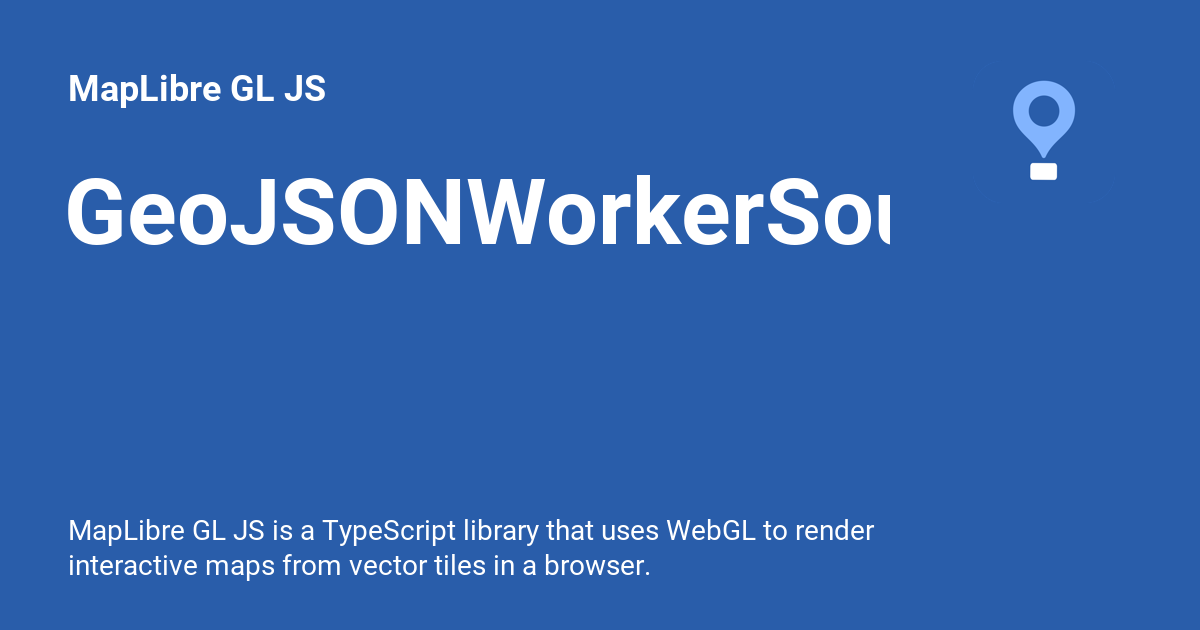 MapLibre GL JS
GeoJSONWorkerSou
MapLibre GL JS is a TypeScript library that uses WebGL to render
interactive maps from vector tiles in a browser.